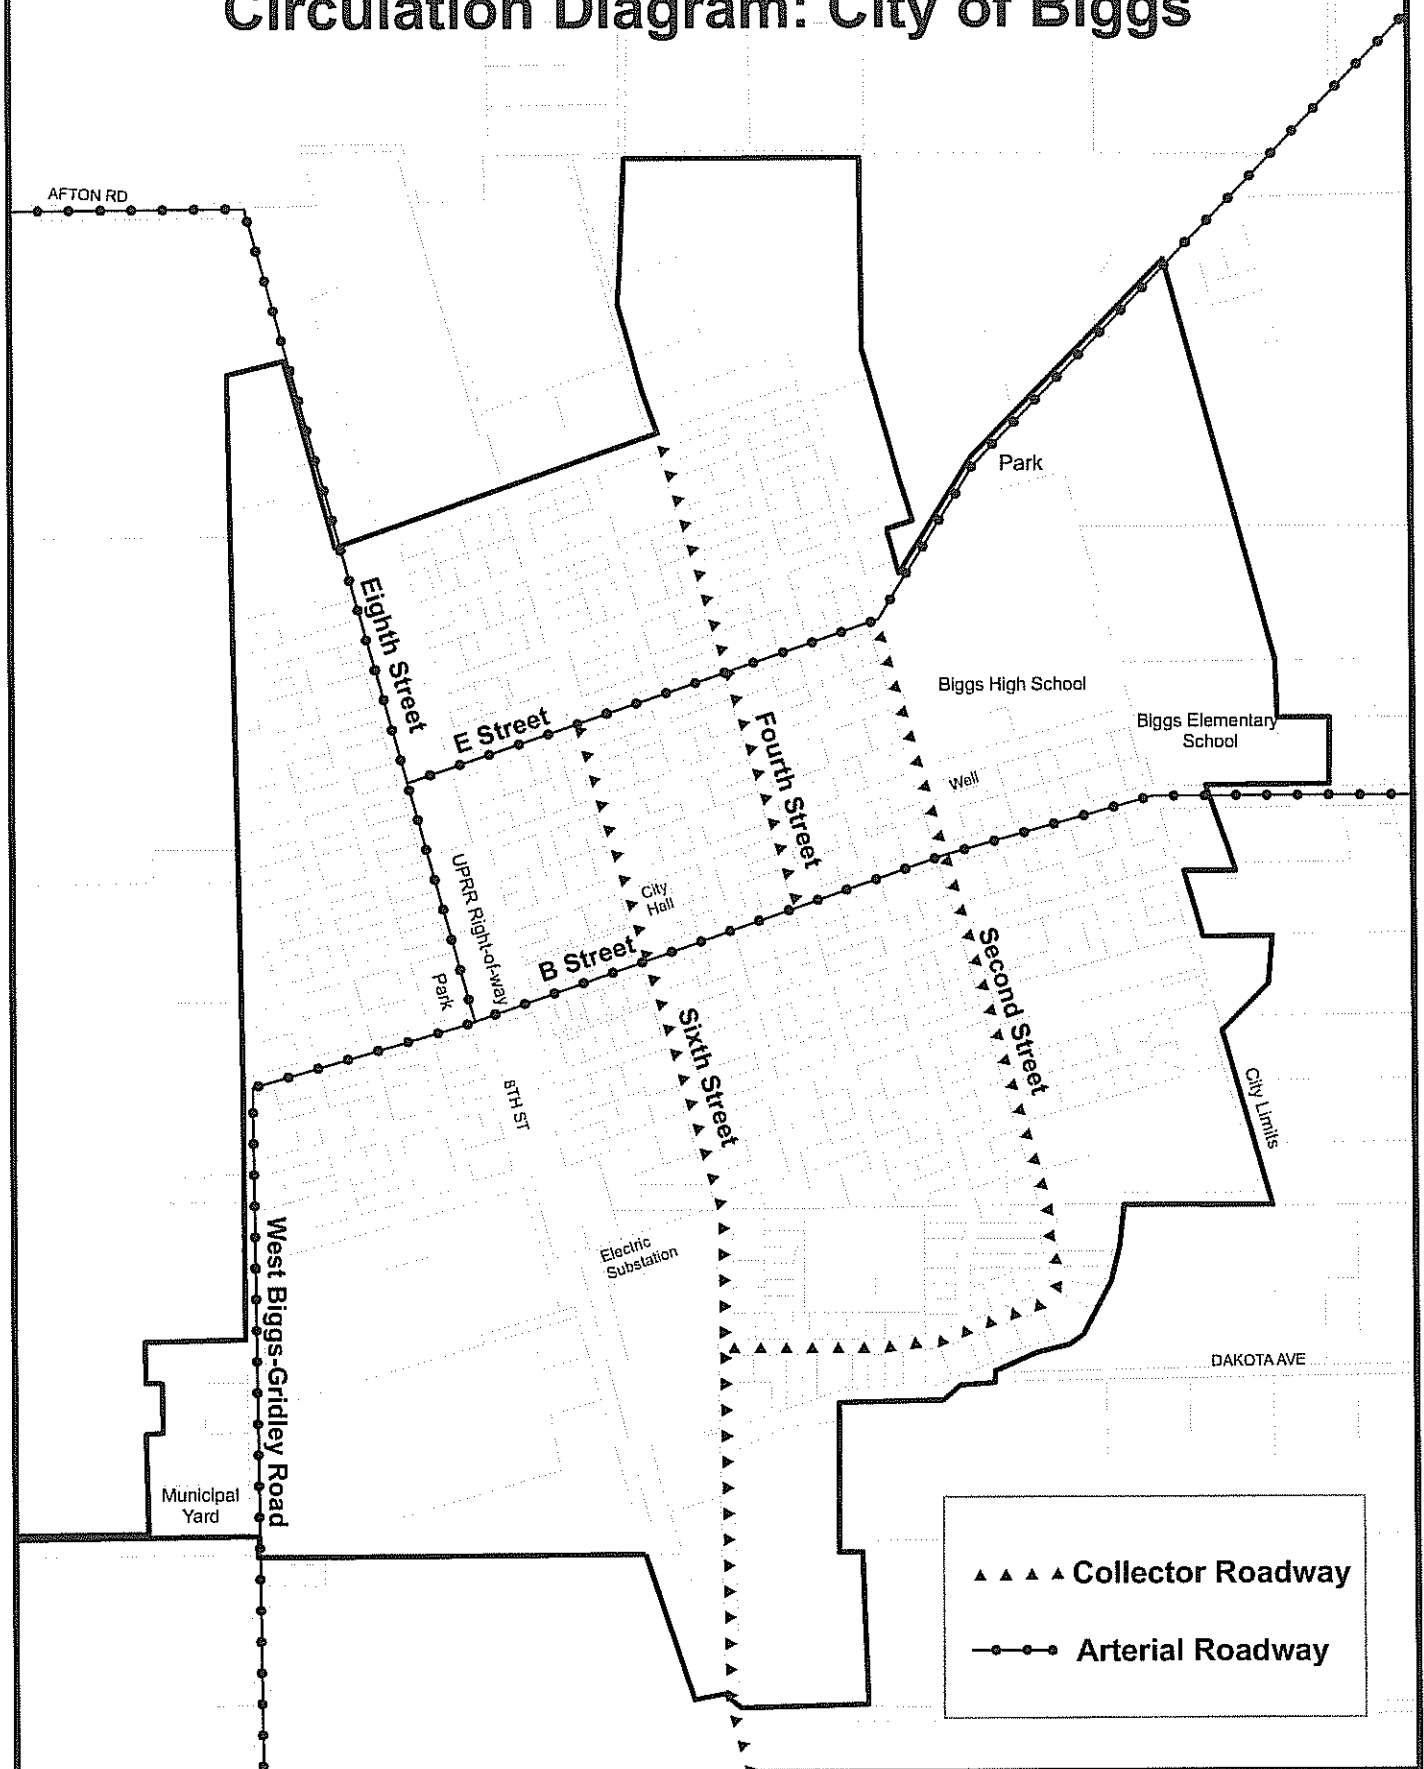 Circulation Diagram: City of Biggs
AFTON RD
Park
Eighth Street
Biggs High School
E Street
Fourth Street
Biggs Elementary
School
Well
UPRR Right-of-way
City
Hall
B Street
Park
Second Street
Sixth Street
8TH ST
City Limits
Electric
Substation
West Biggs-Gridley Road
DAKOTA AVE
Municipal
Yard
Collector Roadway
Arterial Roadway